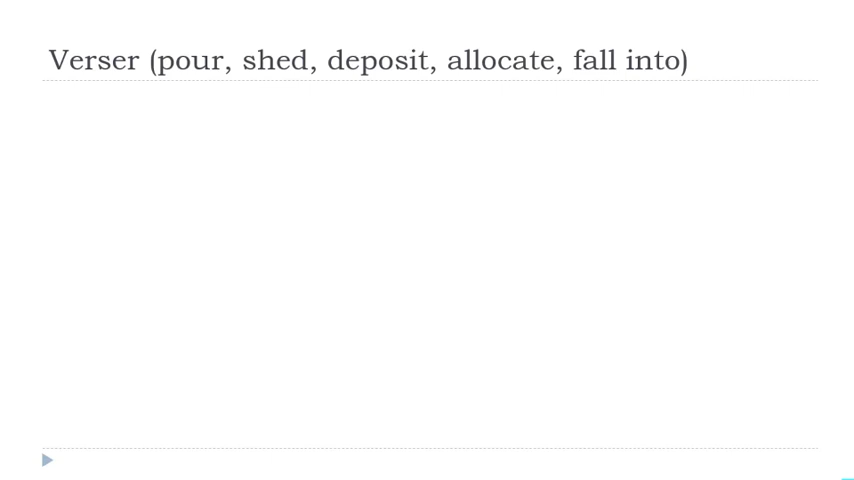 Verser (pour, shed, deposit, allocate, fall into)